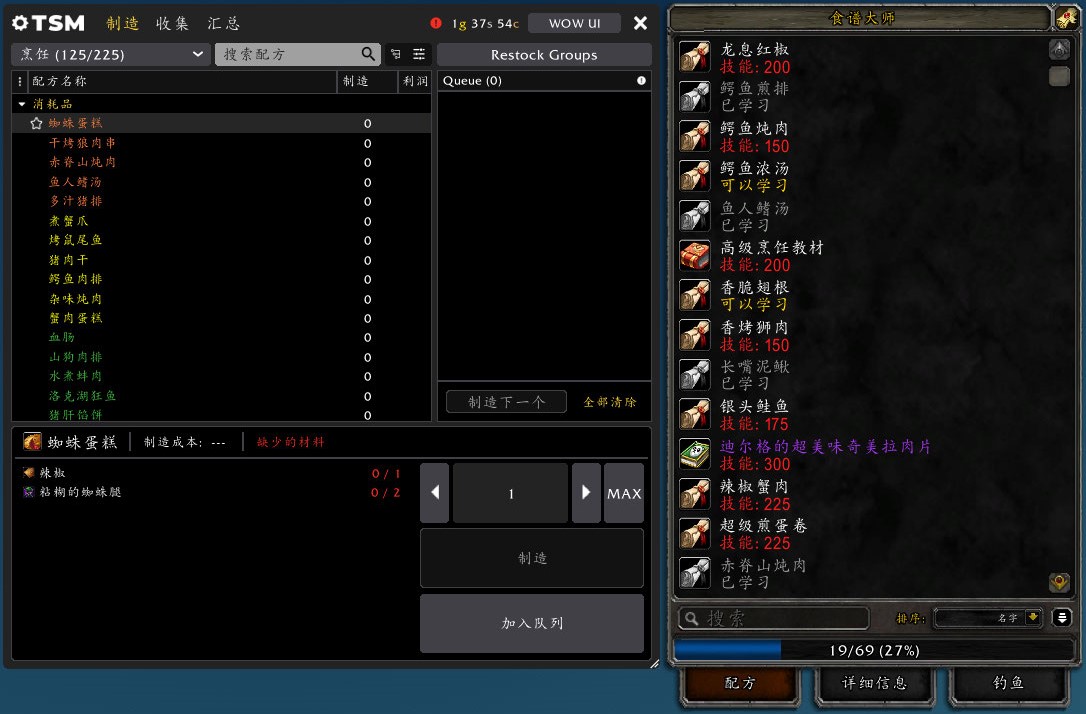 TSM 制造 收集 汇总 1g 37s 54c WOW UI
烹饪 (125/225) 搜索配方 Restock Groups
配方名称 制造 利润 Queue (0)
消耗品
蜘蛛蛋糕 0
干烤狼肉串 0
赤脊山炖肉 0
鱼人鳍汤 0
多汁猪排 0
煮蟹爪 0
烤鼠尾鱼 0
猪肉干 0
鳄鱼肉排 0
杂味炖肉 0
蟹肉蛋糕 0
血肠 0
山狗肉排 0
水煮蚌肉 0
洛克湖狂鱼 0
猪肝馅饼 0
制造下一个 全部清除
蜘蛛蛋糕 制造成本: --- 缺少的材料
辣椒 0 / 1
粘糊的蜘蛛腿 0 / 2
1
MAX
制造
加入队列
食谱大师
龙息红椒
技能: 200
鳄鱼煎排
已学习
鳄鱼炖肉
技能: 150
鳄鱼浓汤
可以学习
鱼人鳍汤
已学习
高级烹饪教材
技能: 200
香脆翅根
可以学习
香烤狮肉
技能: 150
长嘴泥鳅
已学习
银头鲑鱼
技能: 175
迪尔格的超美味奇美拉肉片
技能: 300
辣椒蟹肉
技能: 225
超级煎蛋卷
技能: 225
赤脊山炖肉
已学习
搜索 排序: 名字
19/69 (27%)
配方 详细信息 钓鱼